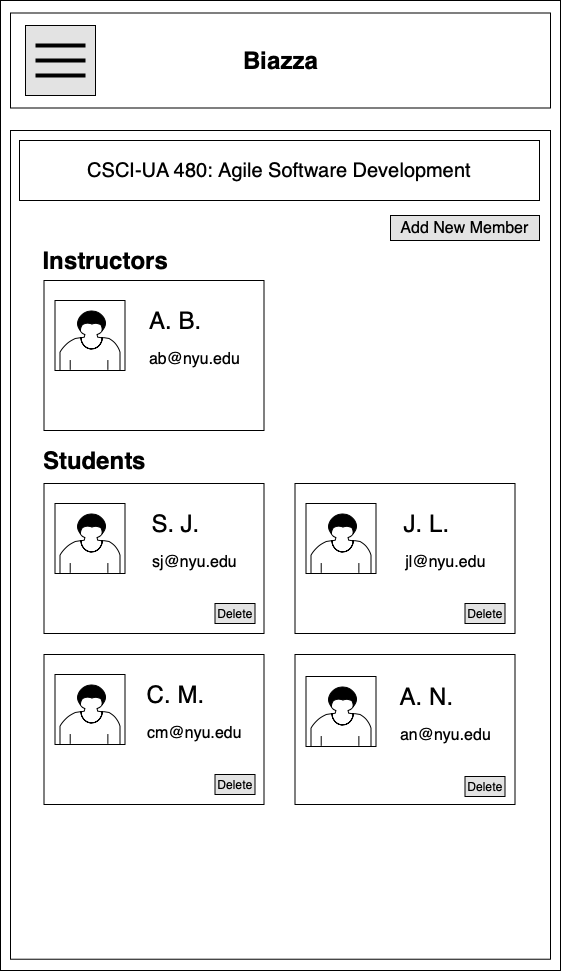 Biazza
CSCI-UA 480: Agile Software Development
Add New Member
Instructors
A. B.
ab@nyu.edu
Students
S. J.
sj@nyu.edu
Delete
J. L.
jl@nyu.edu
Delete
C. M.
cm@nyu.edu
Delete
A. N.
an@nyu.edu
Delete